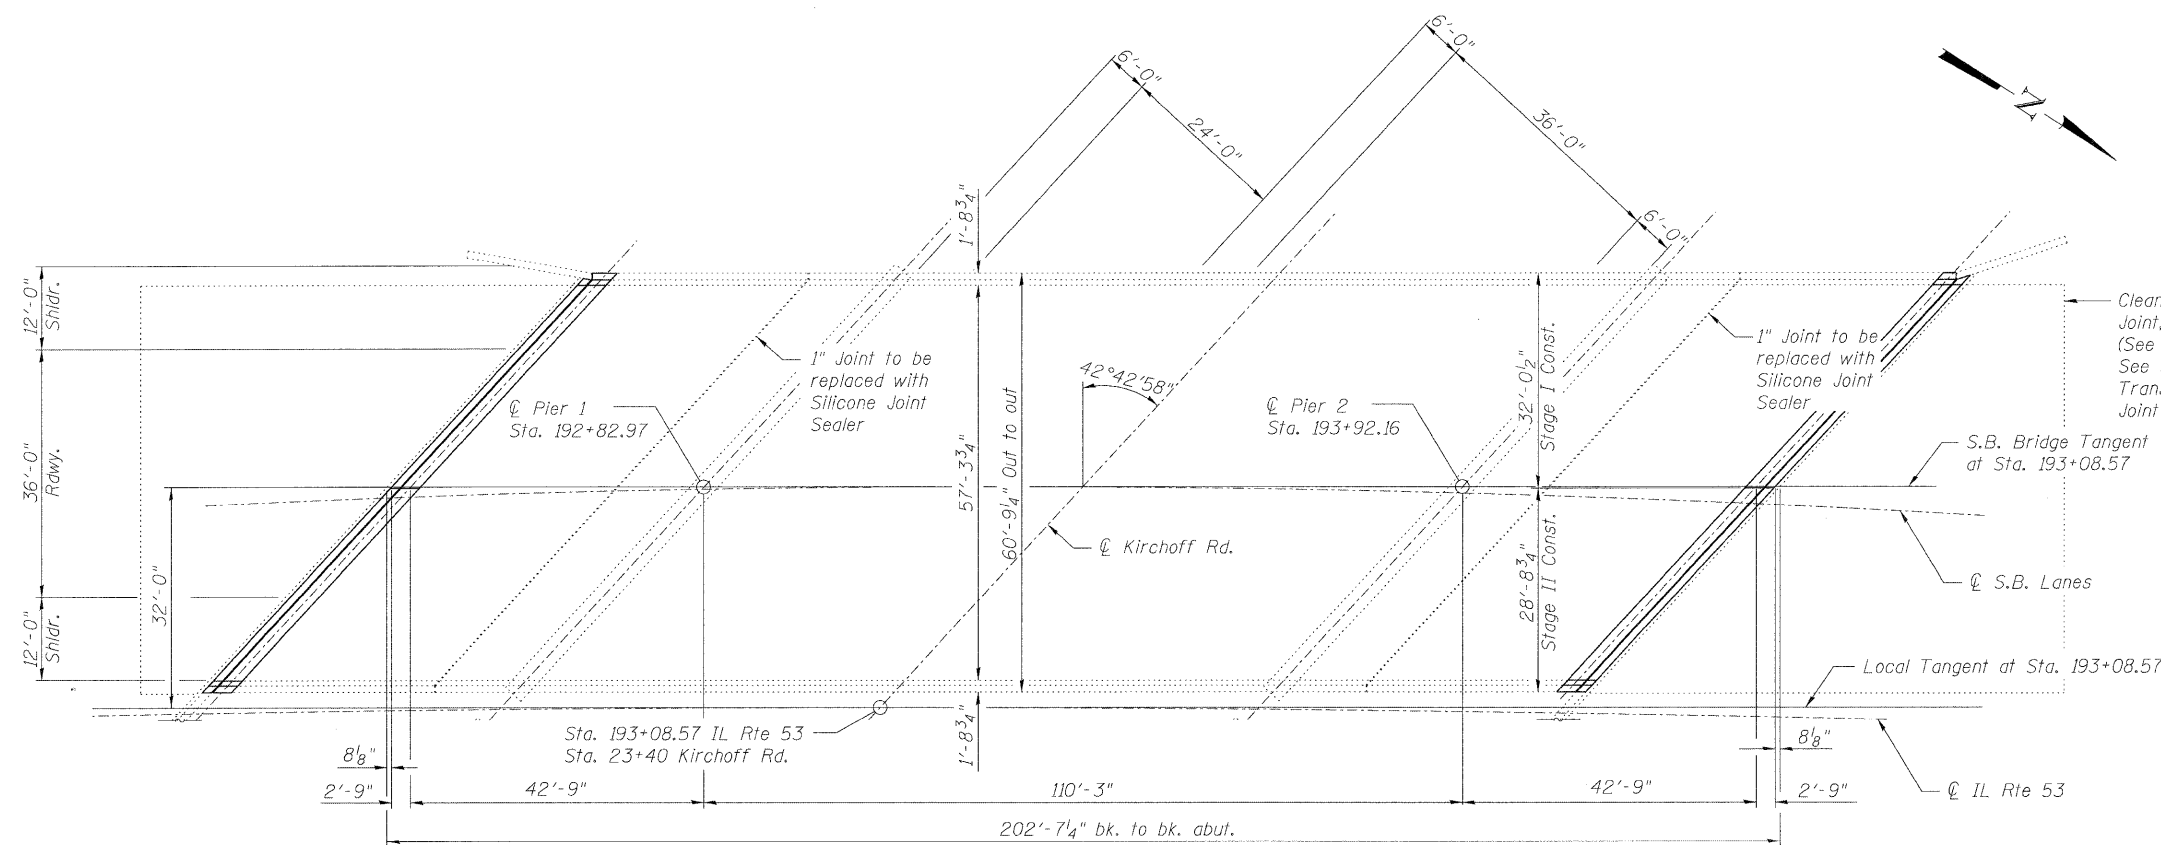 6'-0"
24'-0"
6'-0"
36'-0"
6'-0"
N
1'-8 3/4"
12'-0"
Shldr.
36'-0"
Rdwy.
12'-0"
Shldr.
32'-0"
1" Joint to be
replaced with
Silicone Joint
Sealer
℄ Pier 1
Sta. 192+82.97
57'-3 3/4"
60'-9 1/4" Out to out
42°42'58"
℄ Pier 2
Sta. 193+92.16
32'-0 1/2"
Stage I Const.
28'-8 3/4"
Stage II Const.
1" Joint to be
replaced with
Silicone Joint
Sealer
Clean
Joint,
(See
See
Tran
Joint
S.B. Bridge Tangent
at Sta. 193+08.57
℄ Kirchoff Rd.
℄ S.B. Lanes
Local Tangent at Sta. 193+08.57
Sta. 193+08.57 IL Rte 53
Sta. 23+40 Kirchoff Rd.
1'-8 3/4"
8 1/8"
8 1/8"
2'-9"
42'-9"
110'-3"
42'-9"
2'-9"
℄ IL Rte 53
202'-7 1/4" bk. to bk. abut.